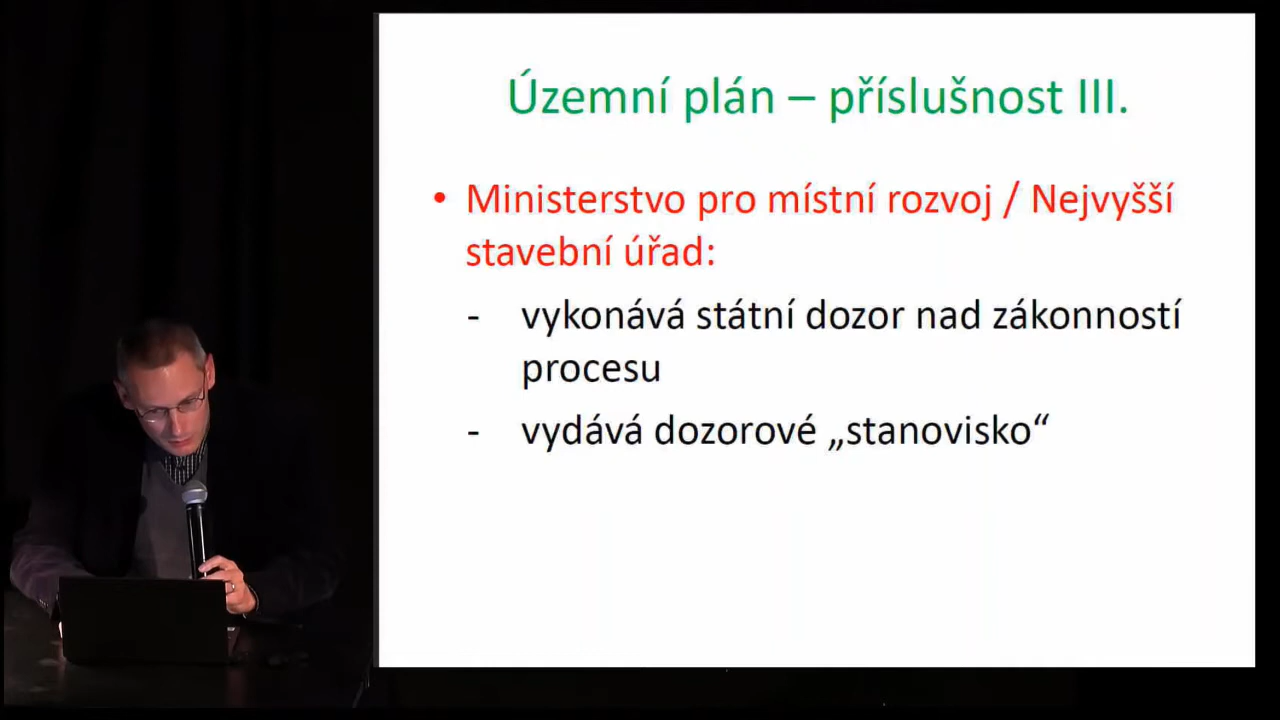 Územní plán – příslušnost III.
• Ministerstvo pro místní rozvoj / Nejvyšší
stavební úřad:
- vykonává státní dozor nad zákonností
procesu
- vydává dozorové „stanovisko“